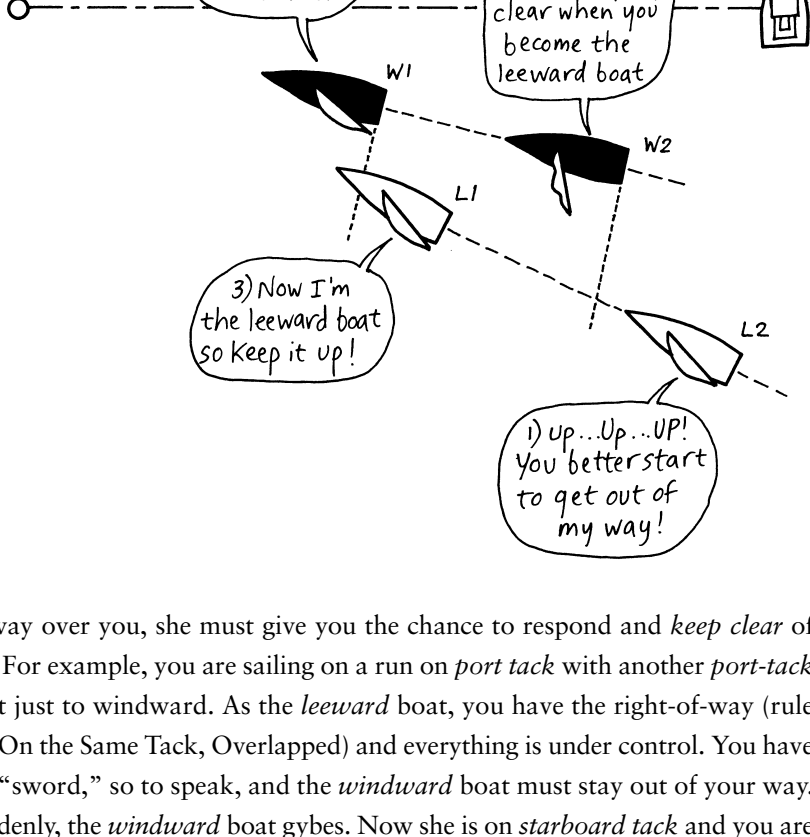 clear when you
become the
leeward boat
W1
W2
L1
3) Now I'm
the leeward boat
so keep it up!
L2
1) Up...Up...UP!
You better start
to get out of
my way!
way over you, she must give you the chance to respond and keep clear of
For example, you are sailing on a run on port tack with another port-tack
t just to windward. As the leeward boat, you have the right-of-way (rule
On the Same Tack, Overlapped) and everything is under control. You have
“sword,” so to speak, and the windward boat must stay out of your way.
denly, the windward boat gybes. Now she is on starboard tack and you are